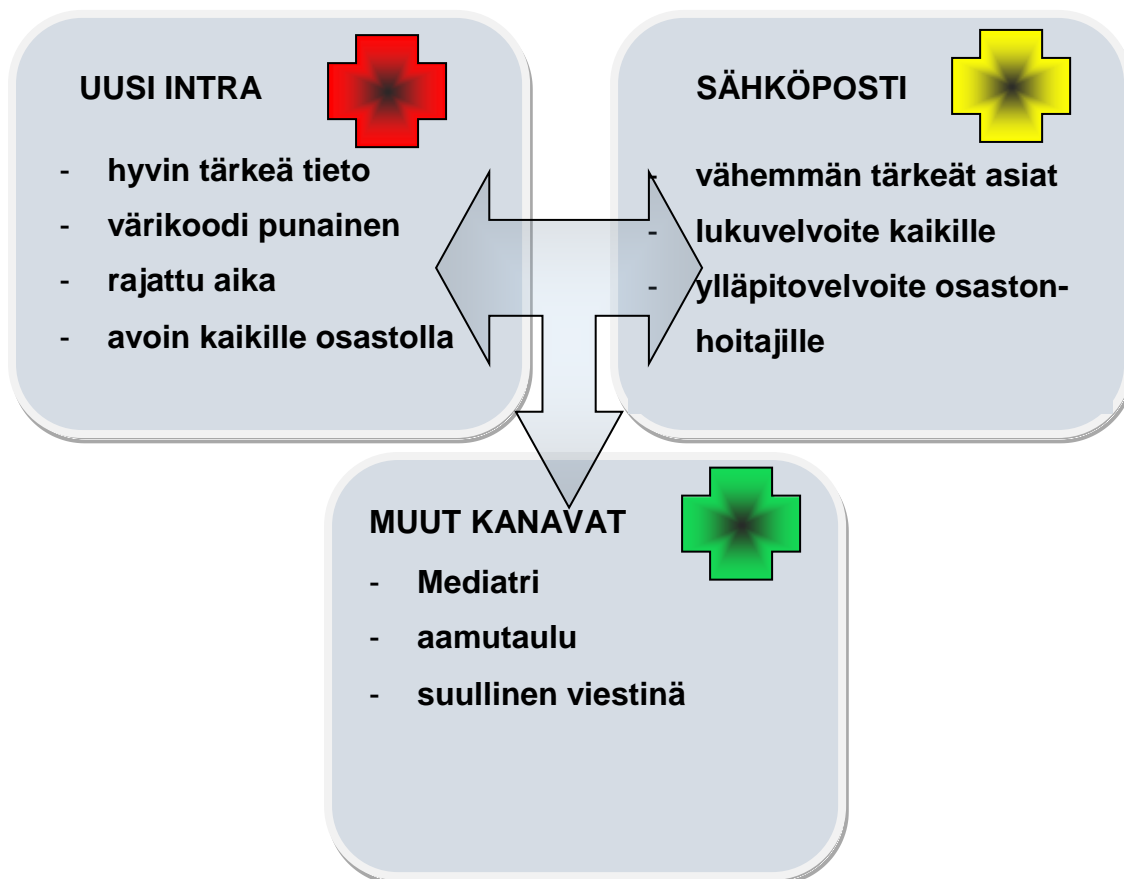 UUSI INTRA
- hyvin tärkeä tieto
- värikoodi punainen
- rajattu aika
- avoin kaikille osastolla
SÄHKÖPOSTI
- vähemmän tärkeät asiat
- lukuvelvoite kaikille
- ylläpitovelvoite osaston-
hoitajille
MUUT KANAVAT
- Mediatri
- aamutaulu
- suullinen viestinä